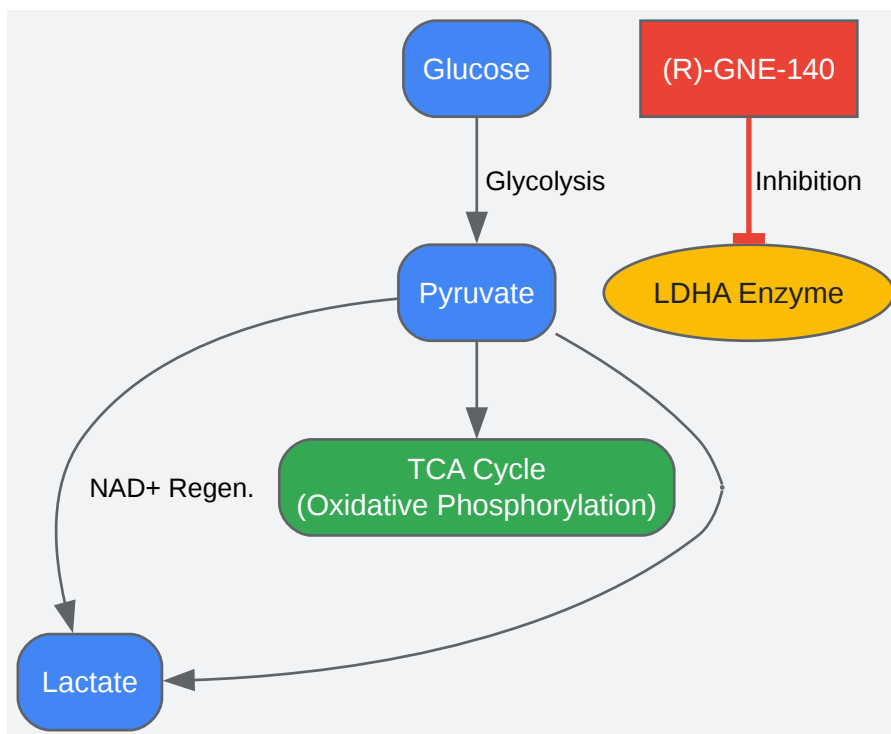 Glucose
(R)-GNE-140
Glycolysis
Inhibition
Pyruvate
LDHA Enzyme
TCA Cycle
(Oxidative Phosphorylation)
NAD+ Regen.
Lactate